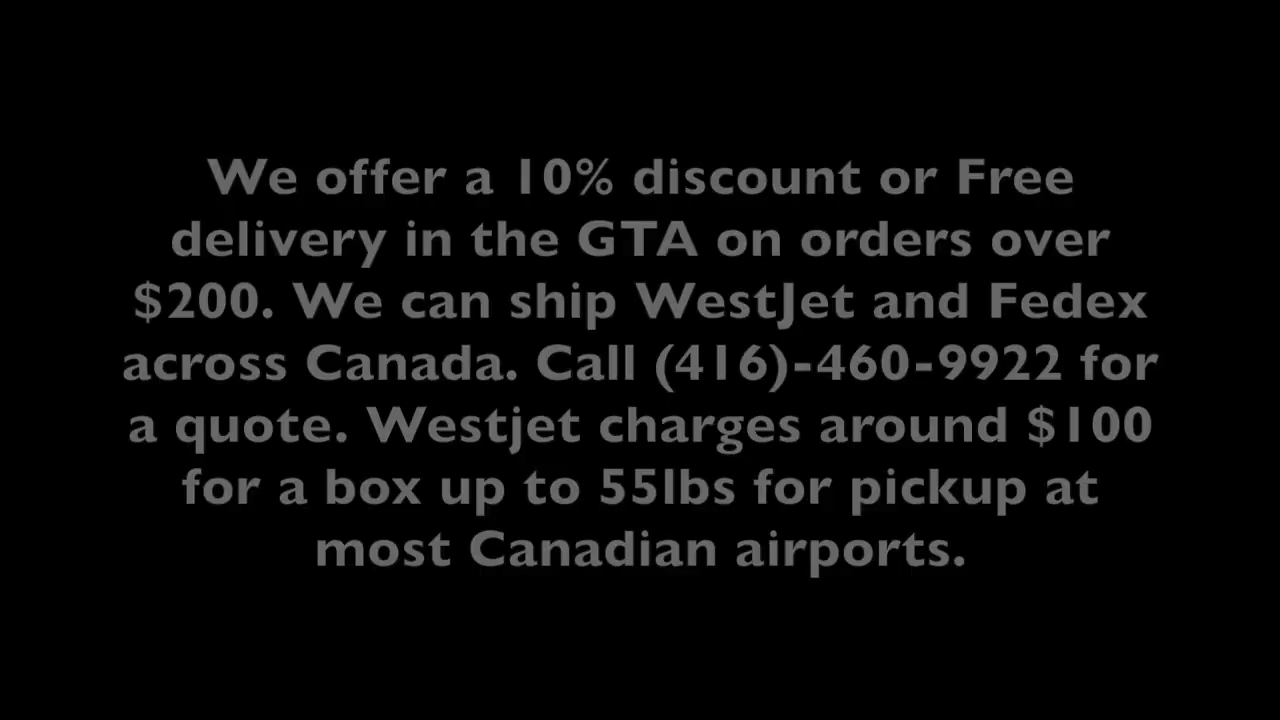 We offer a 10% discount or Free
delivery in the GTA on orders over
$200. We can ship WestJet and Fedex
across Canada. Call (416)-460-9922 for
a quote. Westjet charges around $100
for a box up to 55lbs for pickup at
most Canadian airports.